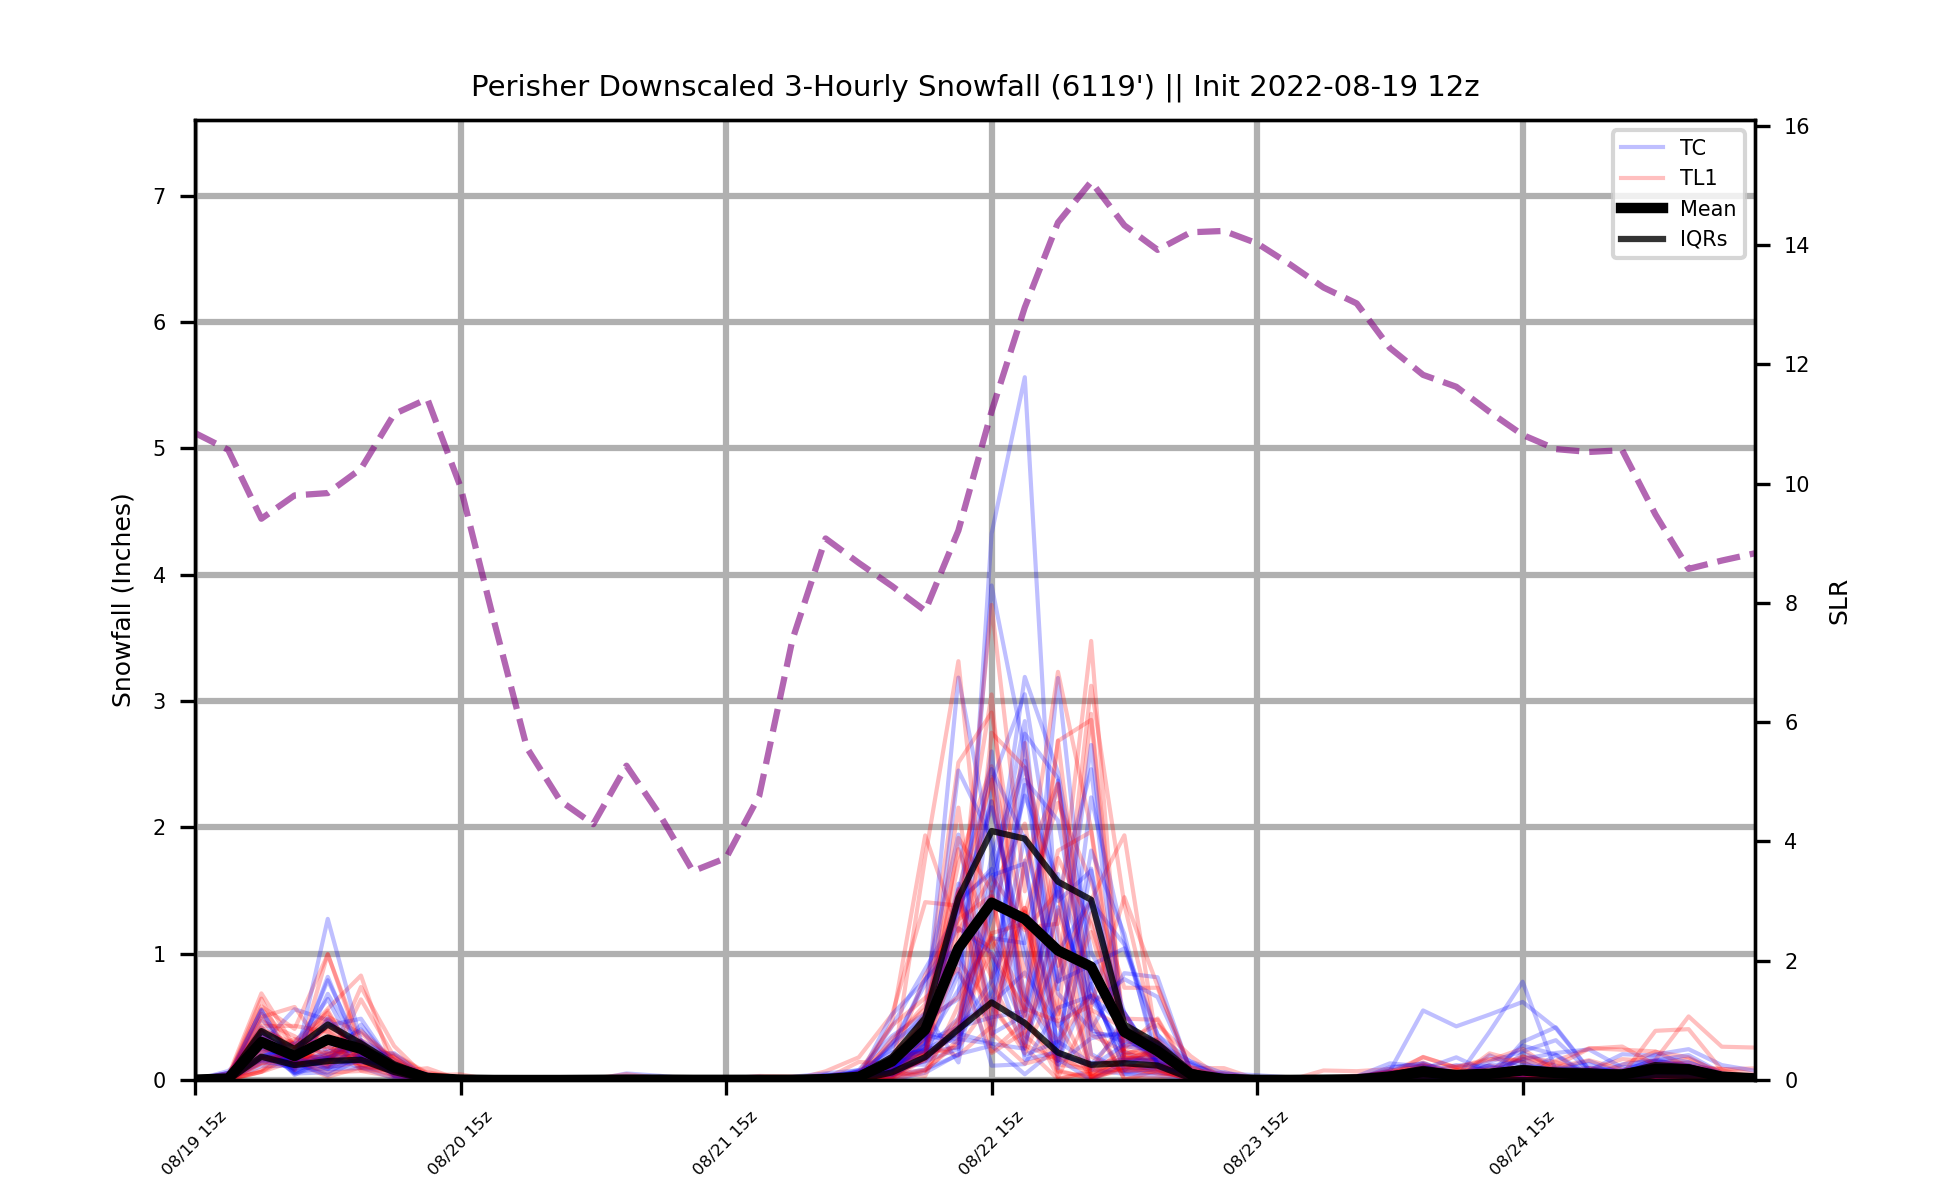 Perisher Downscaled 3-Hourly Snowfall (6119') || Init 2022-08-19 12z
TC
TL1
Mean
IQRs
Snowfall (Inches)
7
6
5
4
3
2
1
0
16
14
12
10
8
6
4
2
0
SLR
08/19 15z
08/20 15z
08/21 15z
08/22 15z
08/23 15z
08/24 15z